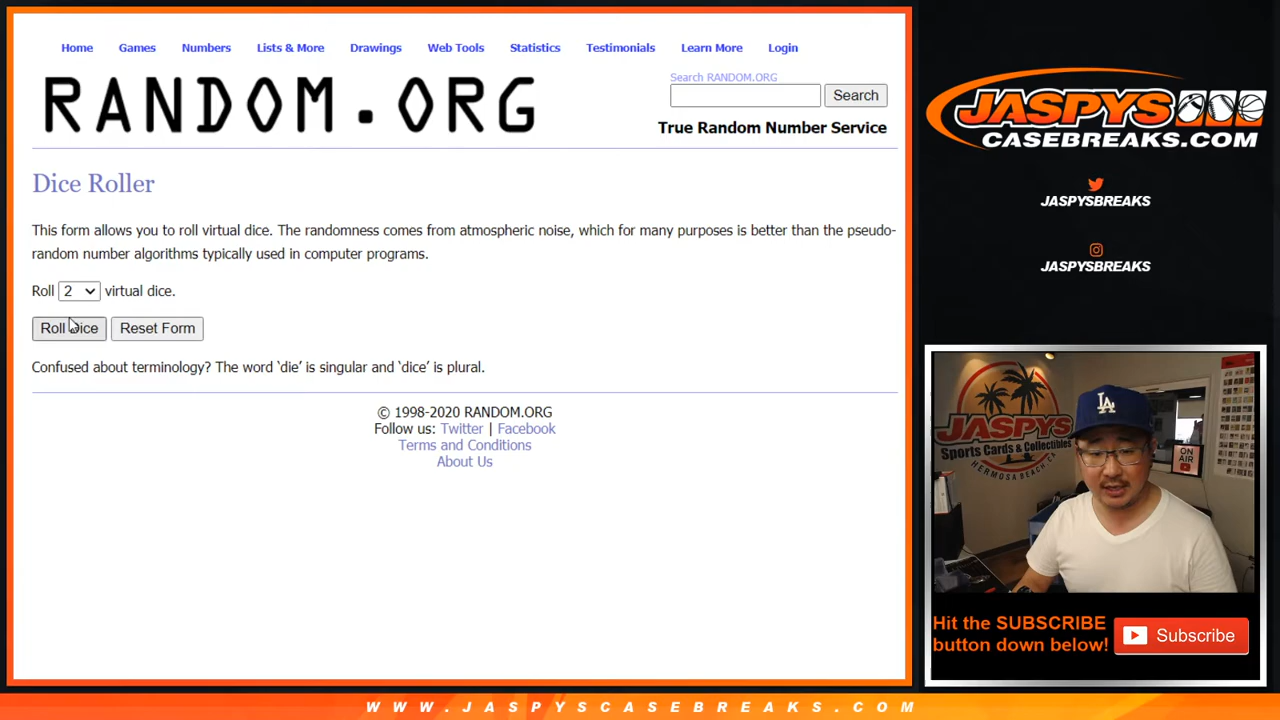 Home Games Numbers Lists & More Drawings Web Tools Statistics Testimonials Learn More Login
RANDOM.ORG
Search RANDOM.ORG
Search
True Random Number Service
Dice Roller
This form allows you to roll virtual dice. The randomness comes from atmospheric noise, which for many purposes is better than the pseudo-
random number algorithms typically used in computer programs.
Roll 2 virtual dice.
Roll Dice Reset Form
Confused about terminology? The word ‘die’ is singular and ‘dice’ is plural.
© 1998-2020 RANDOM.ORG
Follow us: Twitter | Facebook
Terms and Conditions
About Us
JASPYS
CASEBREAKS.COM
JASPYSBREAKS
JASPYSBREAKS
JASPYS
Sports Cards & Collectibles
HERMOSA BEACH, CA
LA
ON AIR
Hit the SUBSCRIBE
button down below!
Subscribe
WWW.JASPYSCASEBREAKS.COM